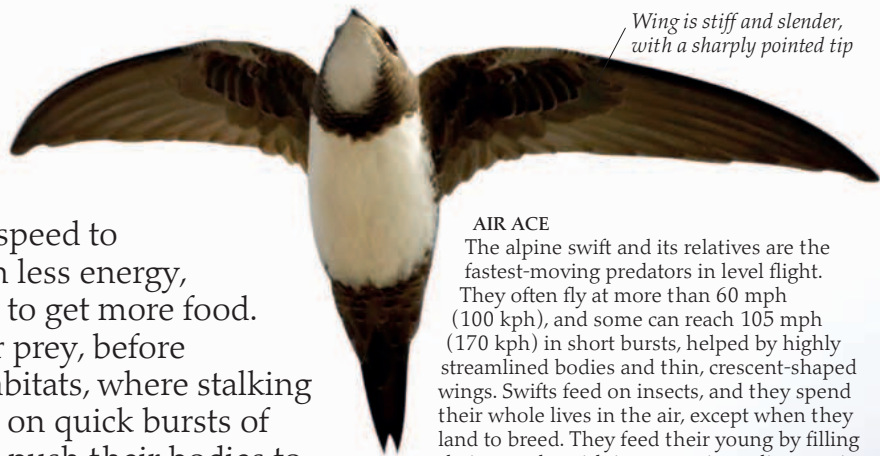 Wing is stiff and slender,
with a sharply pointed tip
speed to
less energy,
to get more food.
prey, before
where stalking
on quick bursts of
their bodies to
AIR ACE
The alpine swift and its relatives are the
fastest-moving predators in level flight.
They often fly at more than 60 mph
(100 kph), and some can reach 105 mph
(170 kph) in short bursts, helped by highly
streamlined bodies and thin, crescent-shaped
wings. Swifts feed on insects, and they spend
their whole lives in the air, except when they
land to breed. They feed their young by filling